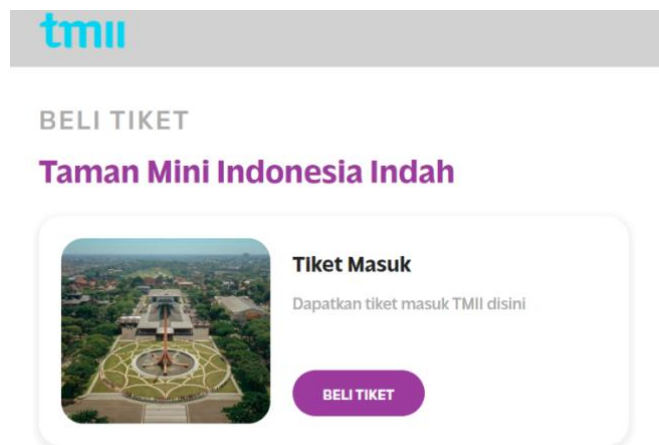 tmii
BELI TIKET
Taman Mini Indonesia Indah
Tiket Masuk
Dapatkan tiket masuk TMII disini
BELI TIKET